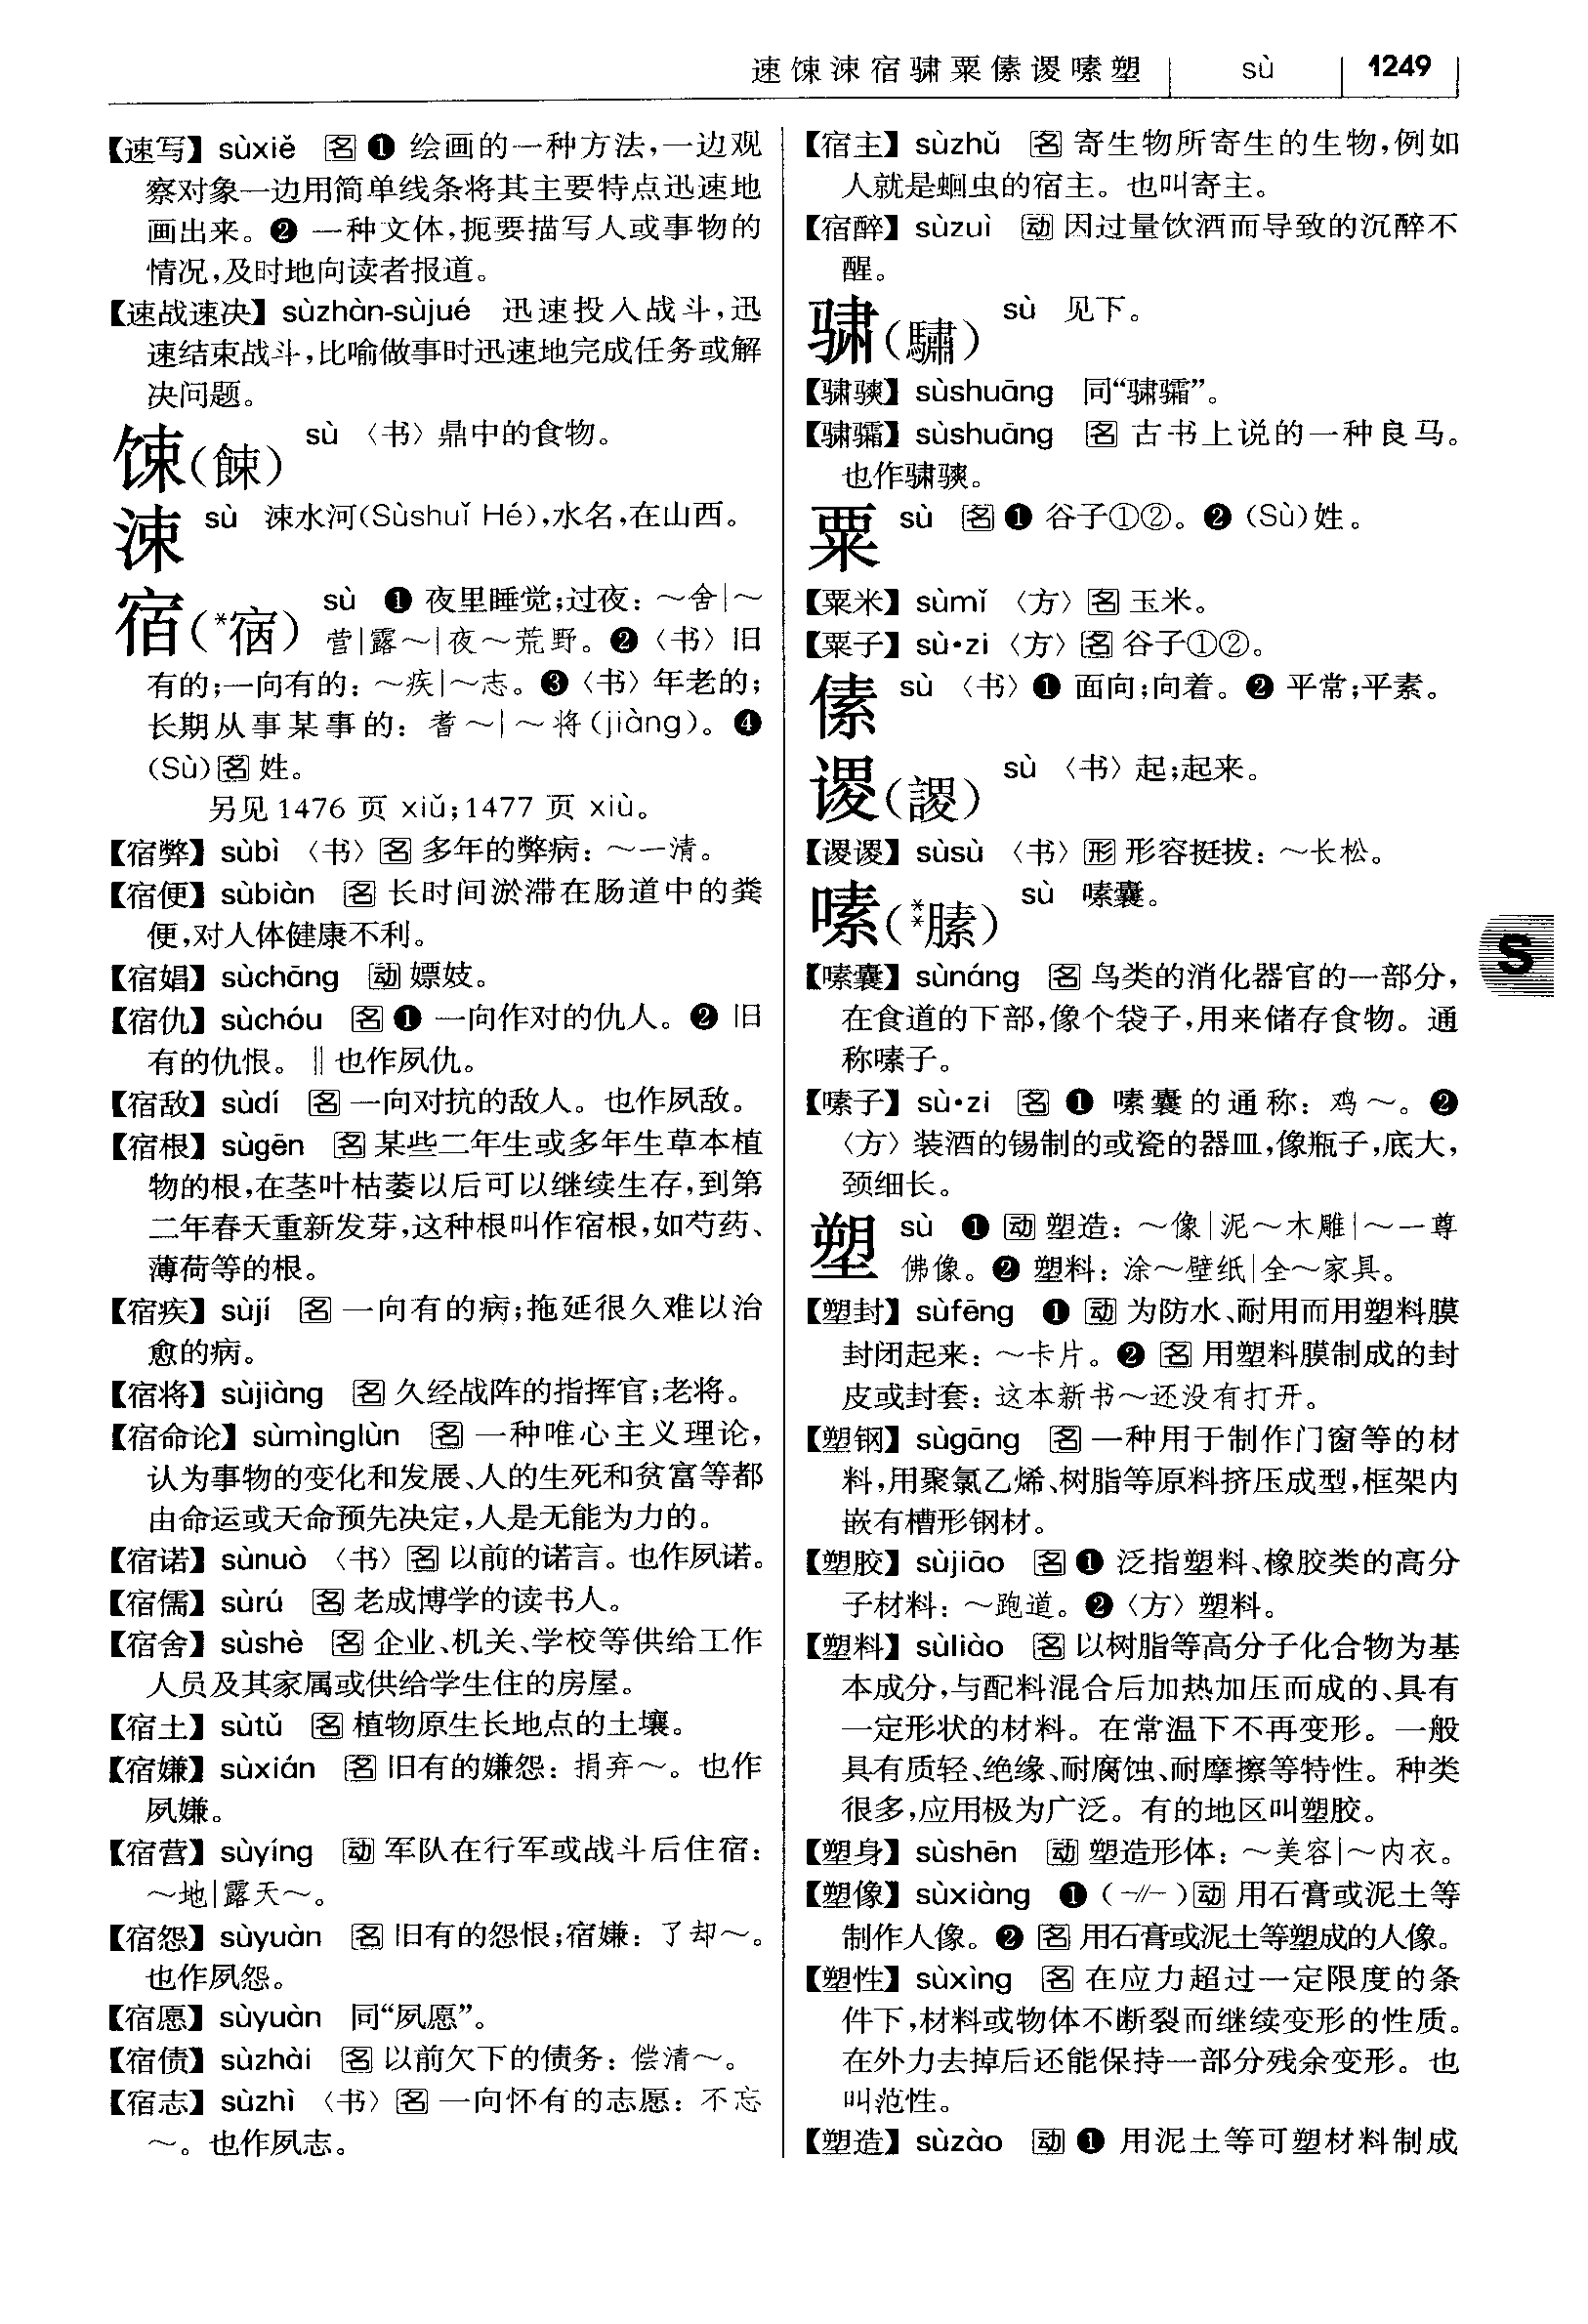 速𫗧涑宿骕粟傃谡嗉塑 sù 1249
【速写】 sùxiě 名 ❶ 绘画的一种方法,一边观
察对象一边用简单线条将其主要特点迅速地
画出来。❷ 一种文体,扼要描写人或事物的
情况,及时地向读者报道。
【速战速决】 sùzhàn-sùjué 迅速投入战斗,迅
速结束战斗,比喻做事时迅速地完成任务或解
决问题。
𫗧(餗) sù 〈书〉鼎中的食物。
涑 sù 涑水河(Sùshuǐ Hé),水名,在山西。
宿(*㝛) sù ❶ 夜里睡觉;过夜：～舍|～
营|露～|夜～荒野。❷〈书〉旧
有的;一向有的：～疾|～志。❸〈书〉年老的;
长期从事某事的：耆～|～将(jiàng)。❹
(Sù)名 姓。
另见 1476 页 xiǔ;1477 页 xiù。
【宿弊】 sùbì 〈书〉名 多年的弊病：～一清。
【宿便】 sùbiàn 名 长时间淤滞在肠道中的粪
便,对人体健康不利。
【宿娼】 sùchāng 动 嫖妓。
【宿仇】 sùchóu 名 ❶ 一向作对的仇人。❷ 旧
有的仇恨。‖也作夙仇。
【宿敌】 sùdí 名 一向对抗的敌人。也作夙敌。
【宿根】 sùgēn 名 某些二年生或多年生草本植
物的根,在茎叶枯萎以后可以继续生存,到第
二年春天重新发芽,这种根叫作宿根,如芍药、
薄荷等的根。
【宿疾】 sùjí 名 一向有的病;拖延很久难以治
愈的病。
【宿将】 sùjiàng 名 久经战阵的指挥官;老将。
【宿命论】 sùmìnglùn 名 一种唯心主义理论,
认为事物的变化和发展、人的生死和贫富等都
由命运或天命预先决定,人是无能为力的。
【宿诺】 sùnuò 〈书〉名 以前的诺言。也作夙诺。
【宿儒】 sùrú 名 老成博学的读书人。
【宿舍】 sùshè 名 企业、机关、学校等供给工作
人员及其家属或供给学生住的房屋。
【宿土】 sùtǔ 名 植物原生长地点的土壤。
【宿嫌】 sùxián 名 旧有的嫌怨：捐弃～。也作
夙嫌。
【宿营】 sùyíng 动 军队在行军或战斗后住宿：
～地|露天～。
【宿怨】 sùyuàn 名 旧有的怨恨;宿嫌：了却～。
也作夙怨。
【宿愿】 sùyuàn 同“夙愿”。
【宿债】 sùzhài 名 以前欠下的债务：偿清～。
【宿志】 sùzhì 〈书〉名 一向怀有的志愿：不忘
～。也作夙志。
【宿主】 sùzhǔ 名 寄生物所寄生的生物,例如
人就是蛔虫的宿主。也叫寄主。
【宿醉】 sùzuì 动 因过量饮酒而导致的沉醉不
醒。
骕(驌) sù 见下。
【骕骙】 sùshuāng 同“骕骦”。
【骕骦】 sùshuāng 名 古书上说的一种良马。
也作骕骙。
粟 sù 名 ❶ 谷子①②。❷ (Sù)姓。
【粟米】 sùmǐ 〈方〉名 玉米。
【粟子】 sù·zi 〈方〉名 谷子①②。
傃 sù 〈书〉❶ 面向;向着。❷ 平常;平素。
谡(謖) sù 〈书〉起;起来。
【谡谡】 sùsù 〈书〉形 形容挺拔：～长松。
嗉(**膆) sù 嗉囊。
【嗉囊】 sùnáng 名 鸟类的消化器官的一部分,
在食道的下部,像个袋子,用来储存食物。通
称嗉子。
【嗉子】 sù·zi 名 ❶ 嗉囊的通称：鸡～。❷
〈方〉装酒的锡制的或瓷的器皿,像瓶子,底大,
颈细长。
S
塑 sù ❶ 动 塑造：～像|泥～木雕|～一尊
佛像。❷ 塑料：涂～壁纸|全～家具。
【塑封】 sùfēng ❶ 动 为防水、耐用而用塑料膜
封闭起来：～卡片。❷ 名 用塑料膜制成的封
皮或封套：这本新书～还没有打开。
【塑钢】 sùgāng 名 一种用于制作门窗等的材
料,用聚氯乙烯、树脂等原料挤压成型,框架内
嵌有槽形钢材。
【塑胶】 sùjiāo 名 ❶ 泛指塑料、橡胶类的高分
子材料：～跑道。❷〈方〉塑料。
【塑料】 sùliào 名 以树脂等高分子化合物为基
本成分,与配料混合后加热加压而成的、具有
一定形状的材料。在常温下不再变形。一般
具有质轻、绝缘、耐腐蚀、耐摩擦等特性。种类
很多,应用极为广泛。有的地区叫塑胶。
【塑身】 sùshēn 动 塑造形体：～美容|～内衣。
【塑像】 sùxiàng ❶ (-//-)动 用石膏或泥土等
制作人像。❷ 名 用石膏或泥土等塑成的人像。
【塑性】 sùxìng 名 在应力超过一定限度的条
件下,材料或物体不断裂而继续变形的性质。
在外力去掉后还能保持一部分残余变形。也
叫范性。
【塑造】 sùzào 动 ❶ 用泥土等可塑材料制成